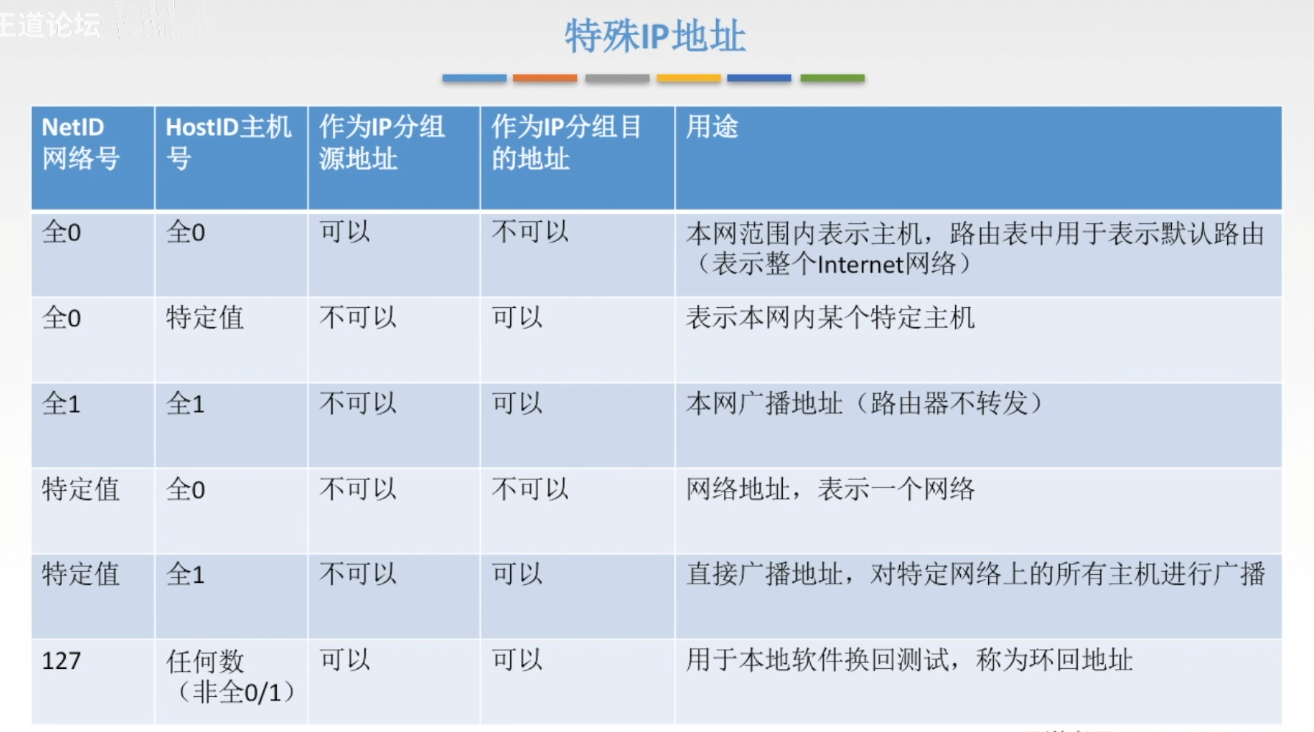 王道论坛
特殊IP地址
NetID
网络号
HostID主机
号
作为IP分组
源地址
作为IP分组目
的地址
用途
全0
全0
可以
不可以
本网范围内表示主机，路由表中用于表示默认路由
（表示整个Internet网络）
全0
特定值
不可以
可以
表示本网内某个特定主机
全1
全1
不可以
可以
本网广播地址（路由器不转发）
特定值
全0
不可以
不可以
网络地址，表示一个网络
特定值
全1
不可以
可以
直接广播地址，对特定网络上的所有主机进行广播
127
任何数
（非全0/1）
可以
可以
用于本地软件换回测试，称为环回地址